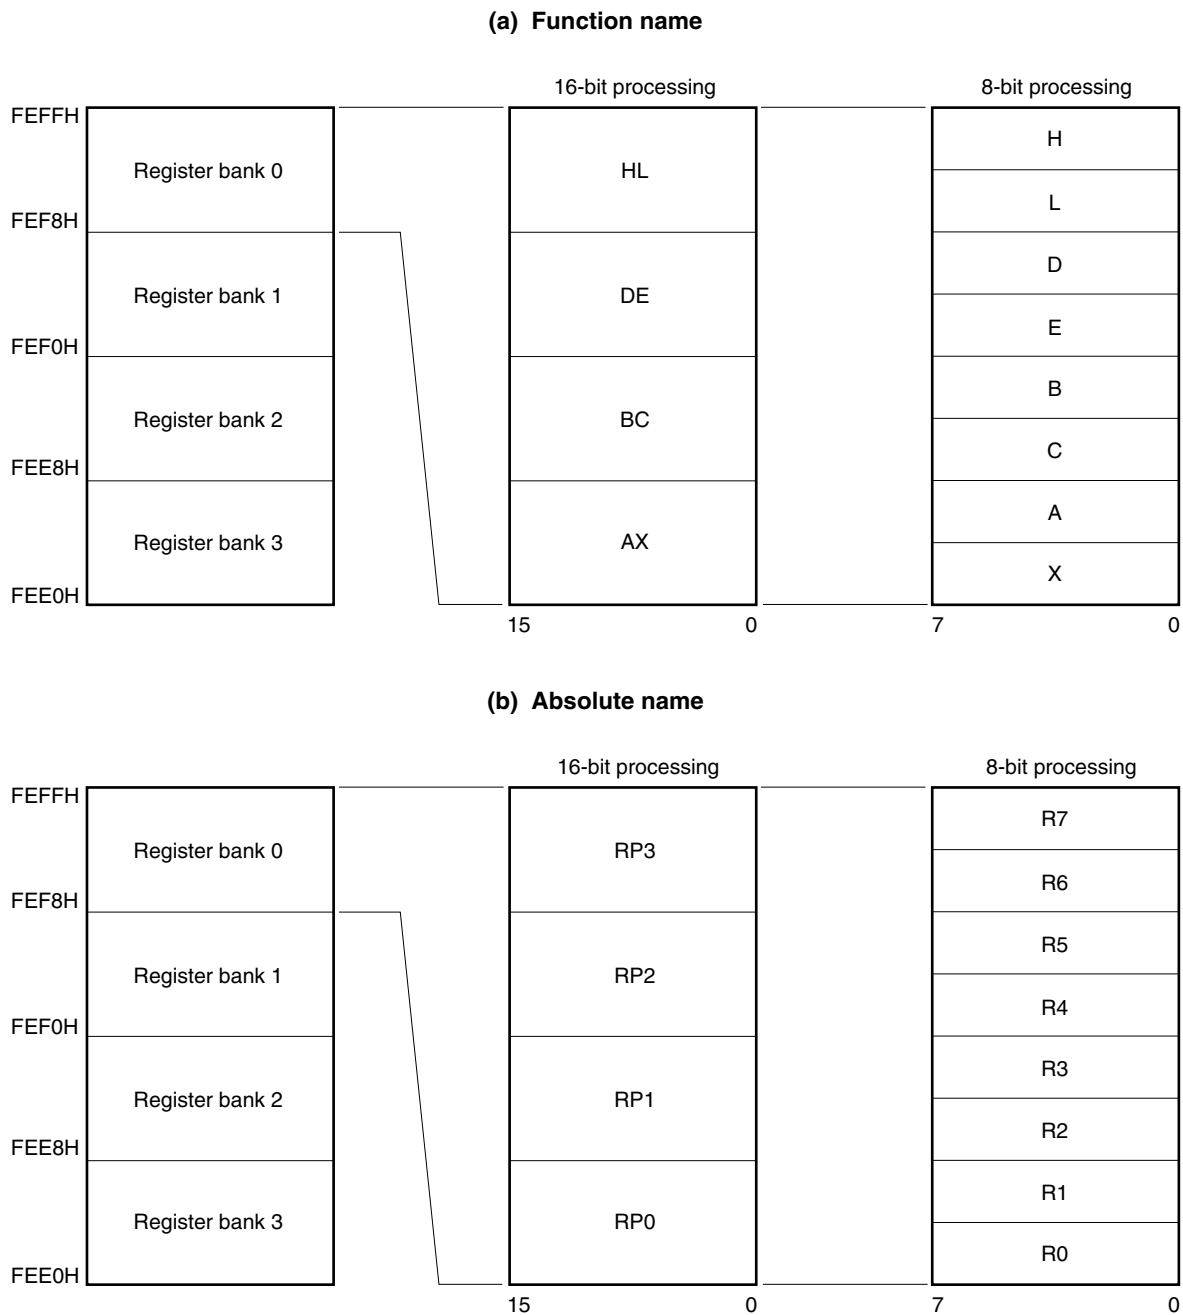 (a) Function name
16-bit processing
8-bit processing
FEFFH
Register bank 0
HL
H
L
FEF8H
Register bank 1
DE
D
E
FEF0H
Register bank 2
BC
B
C
FEE8H
Register bank 3
AX
A
X
FEE0H
15
0
7
0
(b) Absolute name
16-bit processing
8-bit processing
FEFFH
Register bank 0
RP3
R7
R6
FEF8H
Register bank 1
RP2
R5
R4
FEF0H
Register bank 2
RP1
R3
R2
FEE8H
Register bank 3
RP0
R1
R0
FEE0H
15
0
7
0